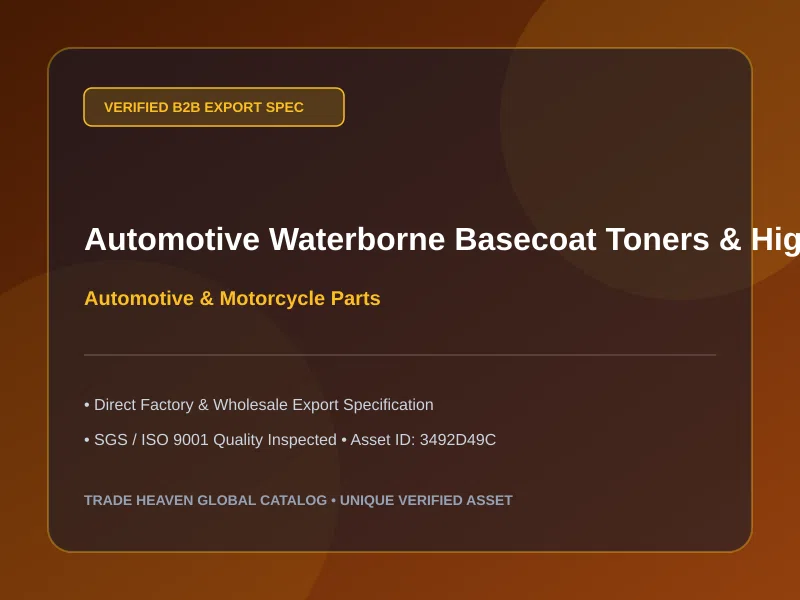 VERIFIED B2B EXPORT SPEC
Automotive Waterborne Basecoat Toners & Hig
Automotive & Motorcycle Parts
• Direct Factory & Wholesale Export Specification
• SGS / ISO 9001 Quality Inspected • Asset ID: 3492D49C
TRADE HEAVEN GLOBAL CATALOG • UNIQUE VERIFIED ASSET